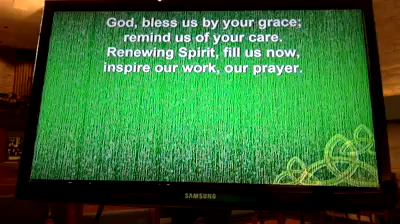 God, bless us by your grace;
remind us of your care.
Renewing Spirit, fill us now,
inspire our work, our prayer.
SAMSUNG